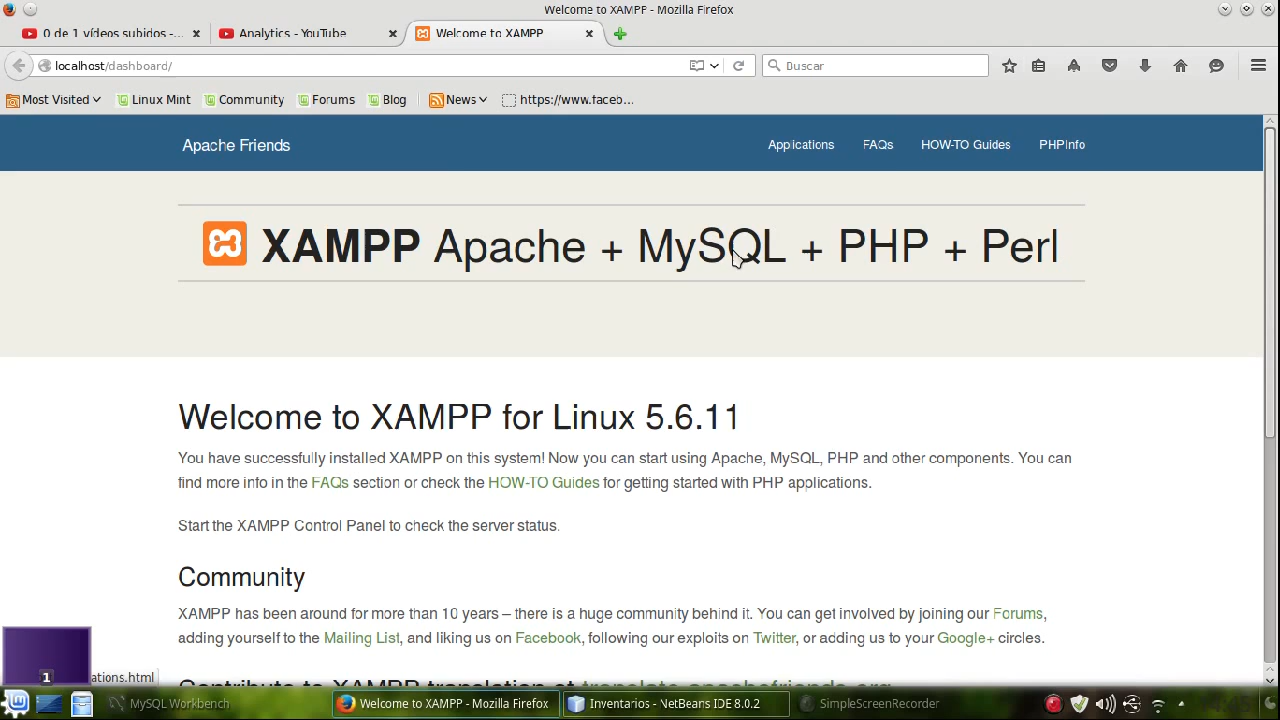 Welcome to XAMPP - Mozilla Firefox
0 de 1 vídeos subidos -...
Analytics - YouTube
Welcome to XAMPP
localhost/dashboard/
Buscar
Most Visited
Linux Mint
Community
Forums
Blog
News
https://www.faceb...
Apache Friends
Applications
FAQs
HOW-TO Guides
PHPInfo
XAMPP Apache + MySQL + PHP + Perl
Welcome to XAMPP for Linux 5.6.11
You have successfully installed XAMPP on this system! Now you can start using Apache, MySQL, PHP and other components. You can
find more info in the FAQs section or check the HOW-TO Guides for getting started with PHP applications.
Start the XAMPP Control Panel to check the server status.
Community
XAMPP has been around for more than 10 years – there is a huge community behind it. You can get involved by joining our Forums,
adding yourself to the Mailing List, and liking us on Facebook, following our exploits on Twitter, or adding us to your Google+ circles.
Contribute to XAMPP translation at translate.apachefriends.org
1
ations.html
MySQL Workbench
Welcome to XAMPP - Mozilla Firefox
Inventarios - NetBeans IDE 8.0.2
SimpleScreenRecorder